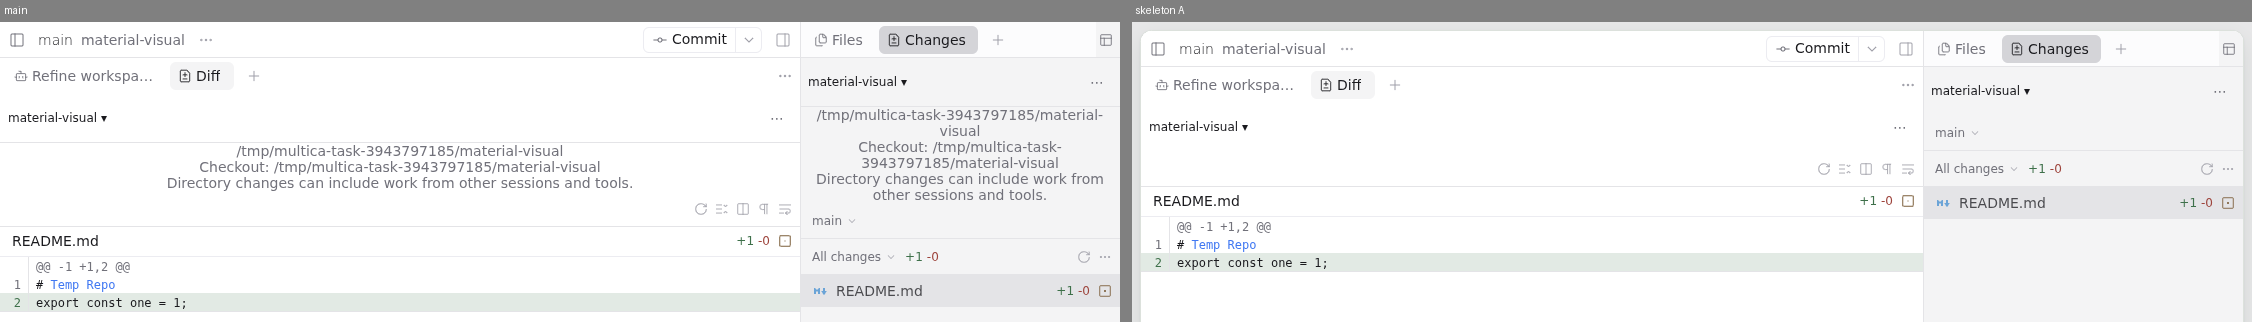 main
main material-visual ...
Commit
Files
Changes
Refine workspa...
Diff
...
material-visual ▾
...
/tmp/multica-task-3943797185/material-visual
Checkout: /tmp/multica-task-3943797185/material-visual
Directory changes can include work from other sessions and tools.
README.md
+1 -0
@@ -1 +1,2 @@
1 # Temp Repo
2 export const one = 1;
material-visual ▾
...
/tmp/multica-task-3943797185/material-
visual
Checkout: /tmp/multica-task-
3943797185/material-visual
Directory changes can include work from
other sessions and tools.
main
All changes +1 -0
...
README.md +1 -0
skeleton A
main material-visual ...
Commit
Files
Changes
Refine workspa...
Diff
...
material-visual ▾
...
README.md
+1 -0
@@ -1 +1,2 @@
1 # Temp Repo
2 export const one = 1;
material-visual ▾
...
main
All changes +1 -0
...
README.md +1 -0